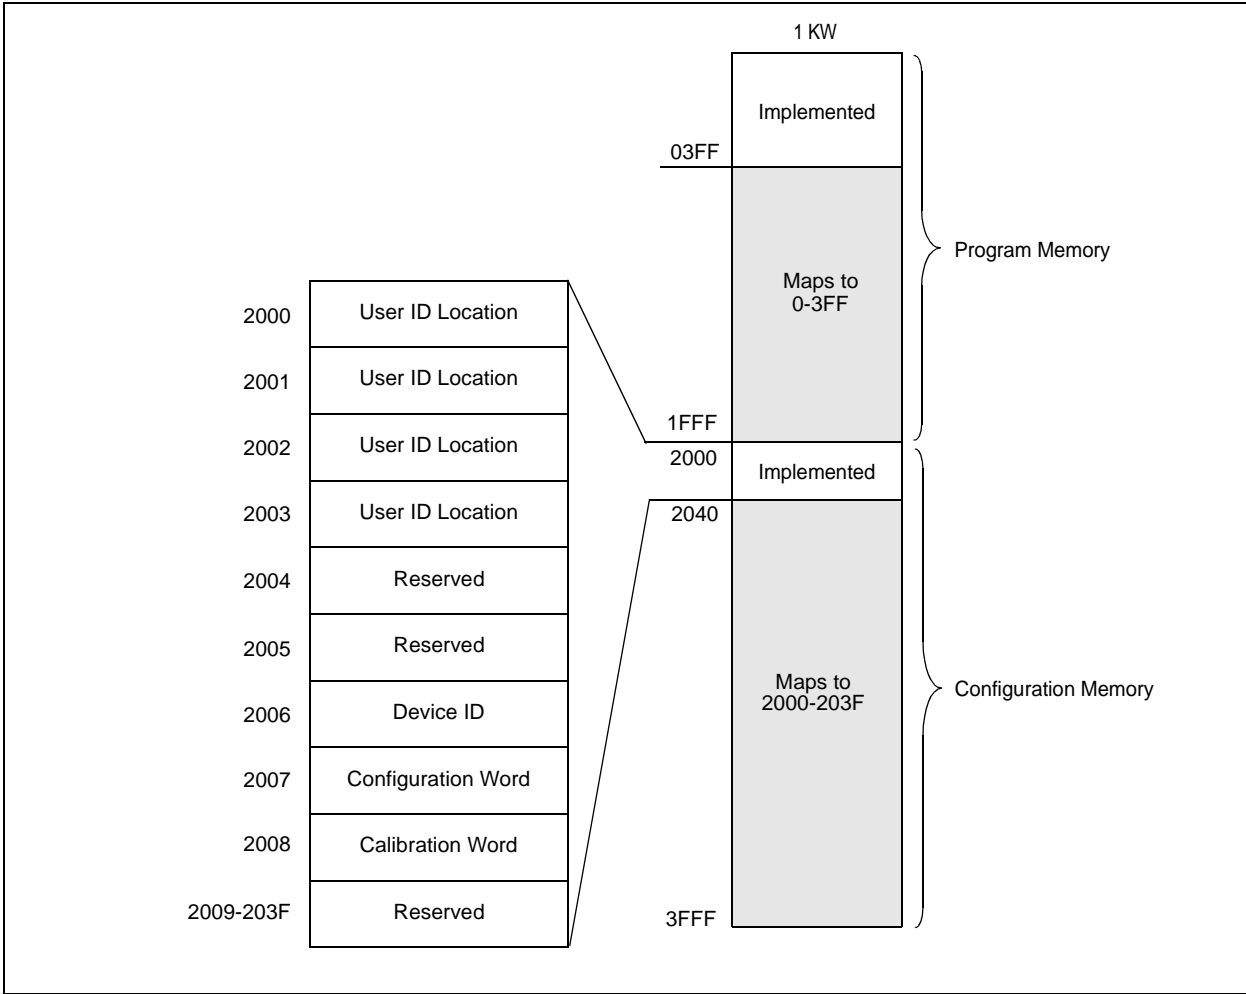 1 KW
Implemented
03FF
Maps to
0-3FF
Program Memory
1FFF
2000
Implemented
2040
Maps to
2000-203F
Configuration Memory
3FFF
2000 User ID Location
2001 User ID Location
2002 User ID Location
2003 User ID Location
2004 Reserved
2005 Reserved
2006 Device ID
2007 Configuration Word
2008 Calibration Word
2009-203F Reserved